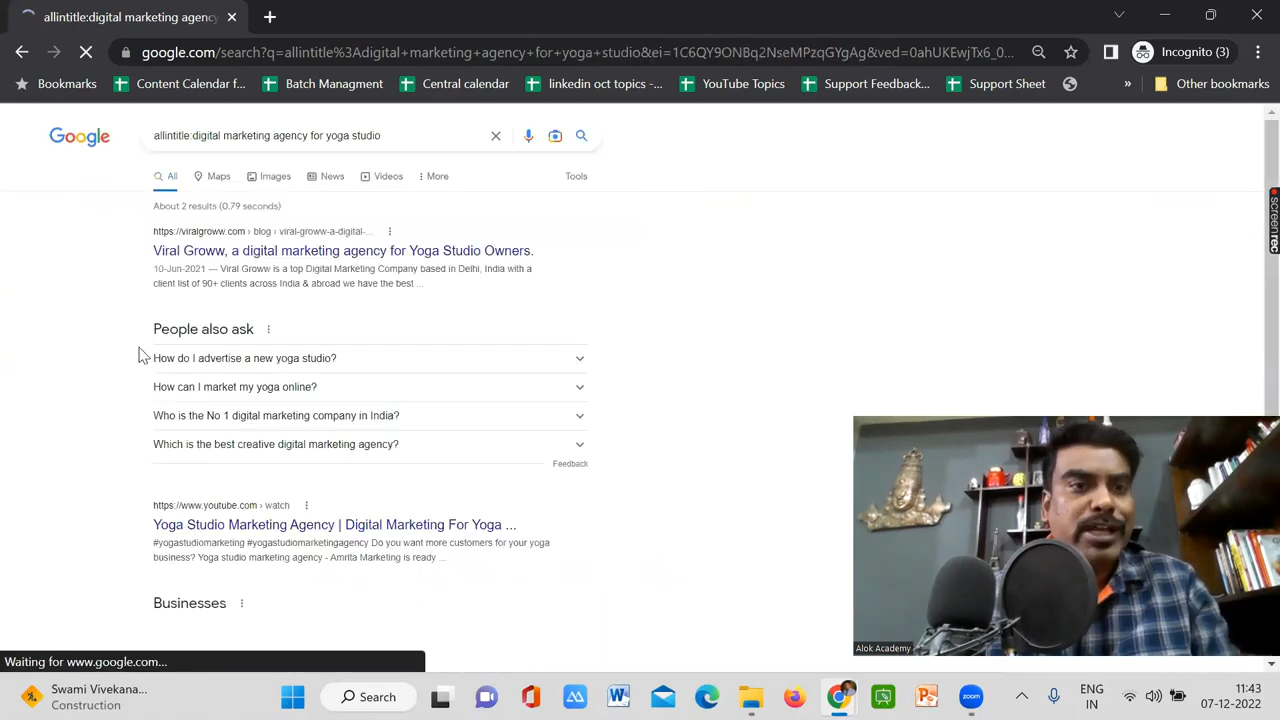 allintitle:digital marketing agency
google.com/search?q=allintitle%3Adigital+marketing+agency+for+yoga+studio&ei=1C6QY9ONBq2NseMPzqGYgAg&ved=0ahUKEwjTx6_0...
Incognito (3)
Bookmarks
Content Calendar/...
Batch Managment
Central calendar
linkedin oct topics -...
YouTube Topics
Support Feedback...
Support Sheet
»
Other bookmarks
Google
allintitle:digital marketing agency for yoga studio
All
Maps
Images
News
Videos
More
Tools
About 2 results (0.79 seconds)
https://viralgroww.com › blog › viral-groww-a-digital-...
Viral Groww, a digital marketing agency for Yoga Studio Owners.
10-Jun-2021 — Viral Groww is a top Digital Marketing Company based in Delhi, India with a
client list of 90+ clients across India & abroad we have the best ...
People also ask
How do I advertise a new yoga studio?
How can I market my yoga online?
Who is the No 1 digital marketing company in India?
Which is the best creative digital marketing agency?
Feedback
https://www.youtube.com › watch
Yoga Studio Marketing Agency | Digital Marketing For Yoga ...
#yogastudiomarketing #yogastudiomarketingagency Do you want more customers for your yoga
business? Yoga studio marketing agency - Amrita Marketing is ready ...
Businesses
screenrec
Alok Academy
Waiting for www.google.com...
Swami Vivekana...
Construction
Search
zoom
ENG
IN
11:43
07-12-2022